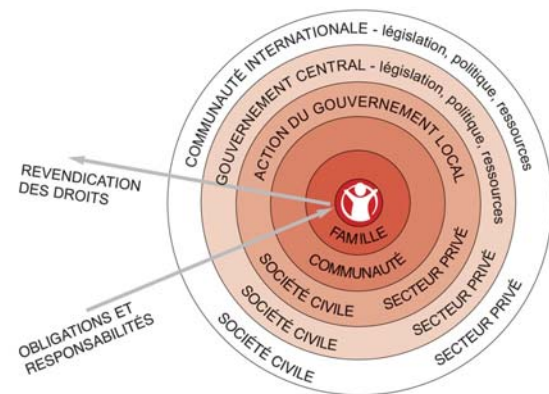 COMMUNAUTÉ INTERNATIONALE - législation, politique, ressources
GOUVERNEMENT CENTRAL - législation, politique, ressources
ACTION DU GOUVERNEMENT LOCAL
REVENDICATION
DES DROITS
FAMILLE
COMMUNAUTÉ
SOCIÉTÉ CIVILE
SECTEUR PRIVÉ
SOCIÉTÉ CIVILE
SECTEUR PRIVÉ
SOCIÉTÉ CIVILE
SECTEUR PRIVÉ
OBLIGATIONS ET
RESPONSABILITÉS